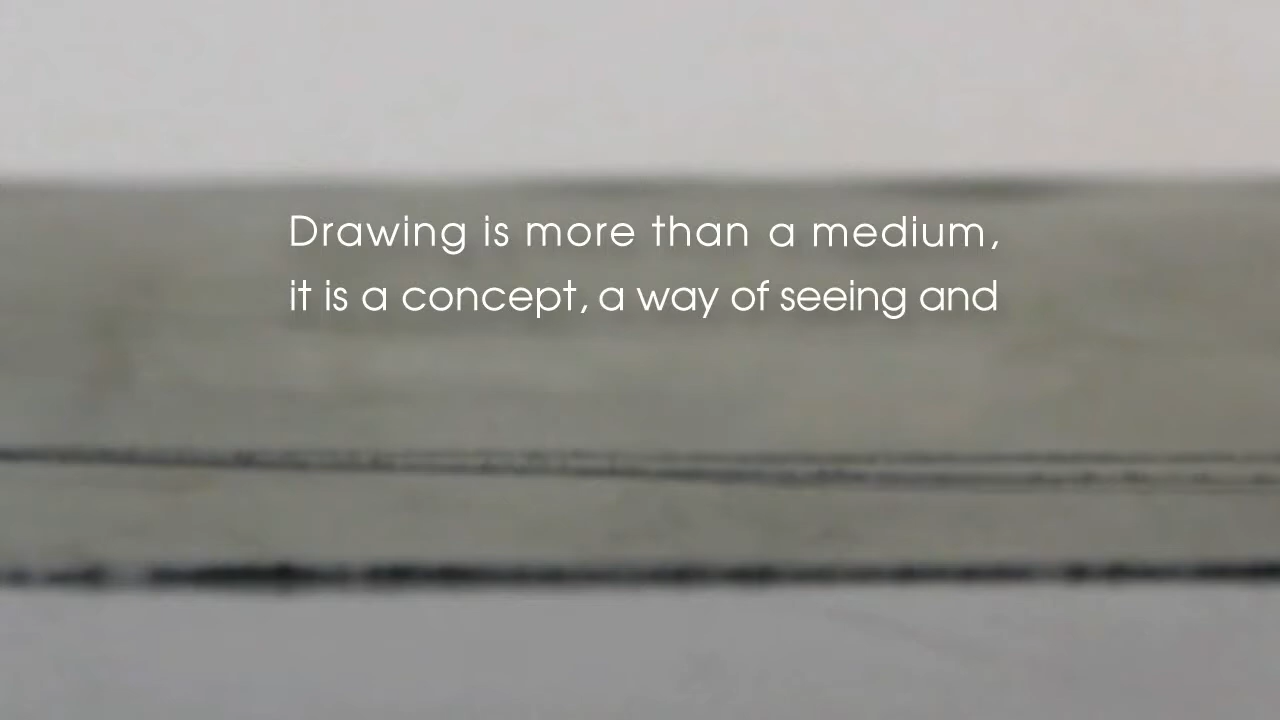 Drawing is more than a medium,
it is a concept, a way of seeing and